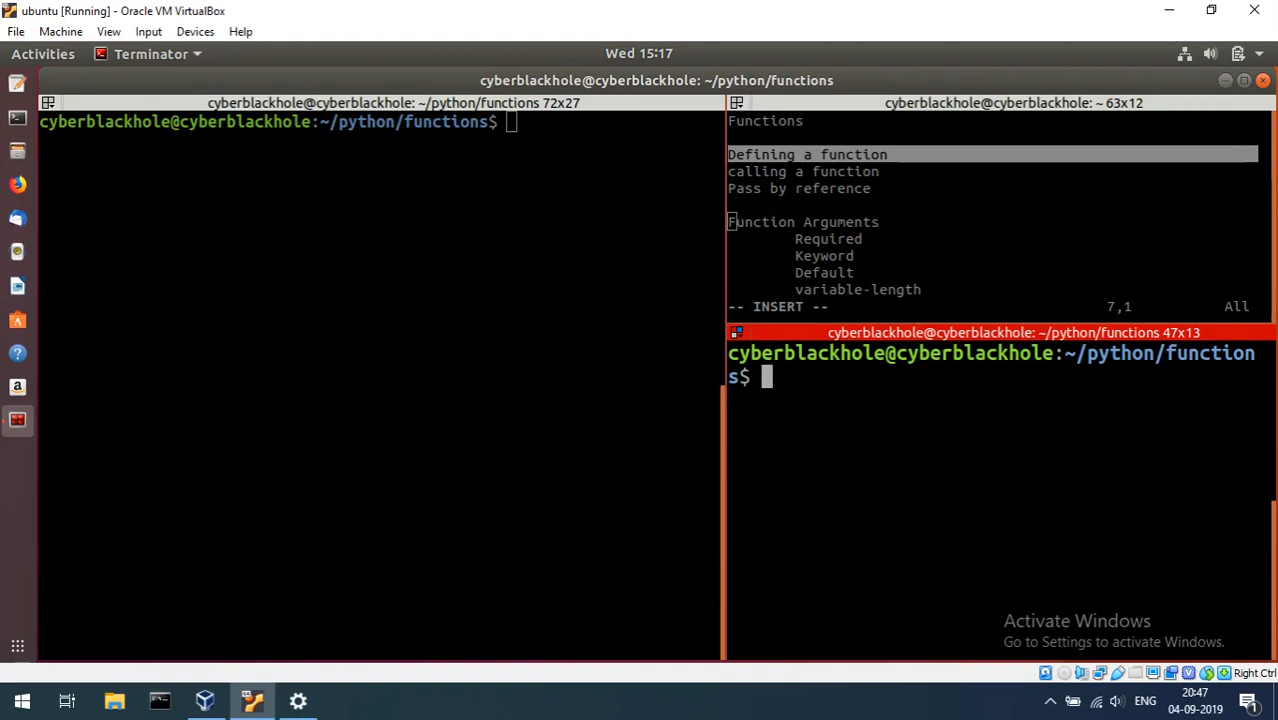 ubuntu [Running] - Oracle VM VirtualBox
File Machine View Input Devices Help
Activities Terminator Wed 15:17
cyberblackhole@cyberblackhole: ~/python/functions
cyberblackhole@cyberblackhole: ~/python/functions 72x27
cyberblackhole@cyberblackhole:~/python/functions$
cyberblackhole@cyberblackhole: ~ 63x12
Functions
Defining a function
calling a function
Pass by reference
Function Arguments
Required
Keyword
Default
variable-length
-- INSERT -- 7,1 All
cyberblackhole@cyberblackhole: ~/python/functions 47x13
cyberblackhole@cyberblackhole:~/python/function
s$
Activate Windows
Go to Settings to activate Windows.
Right Ctrl
ENG
20:47
04-09-2019
1